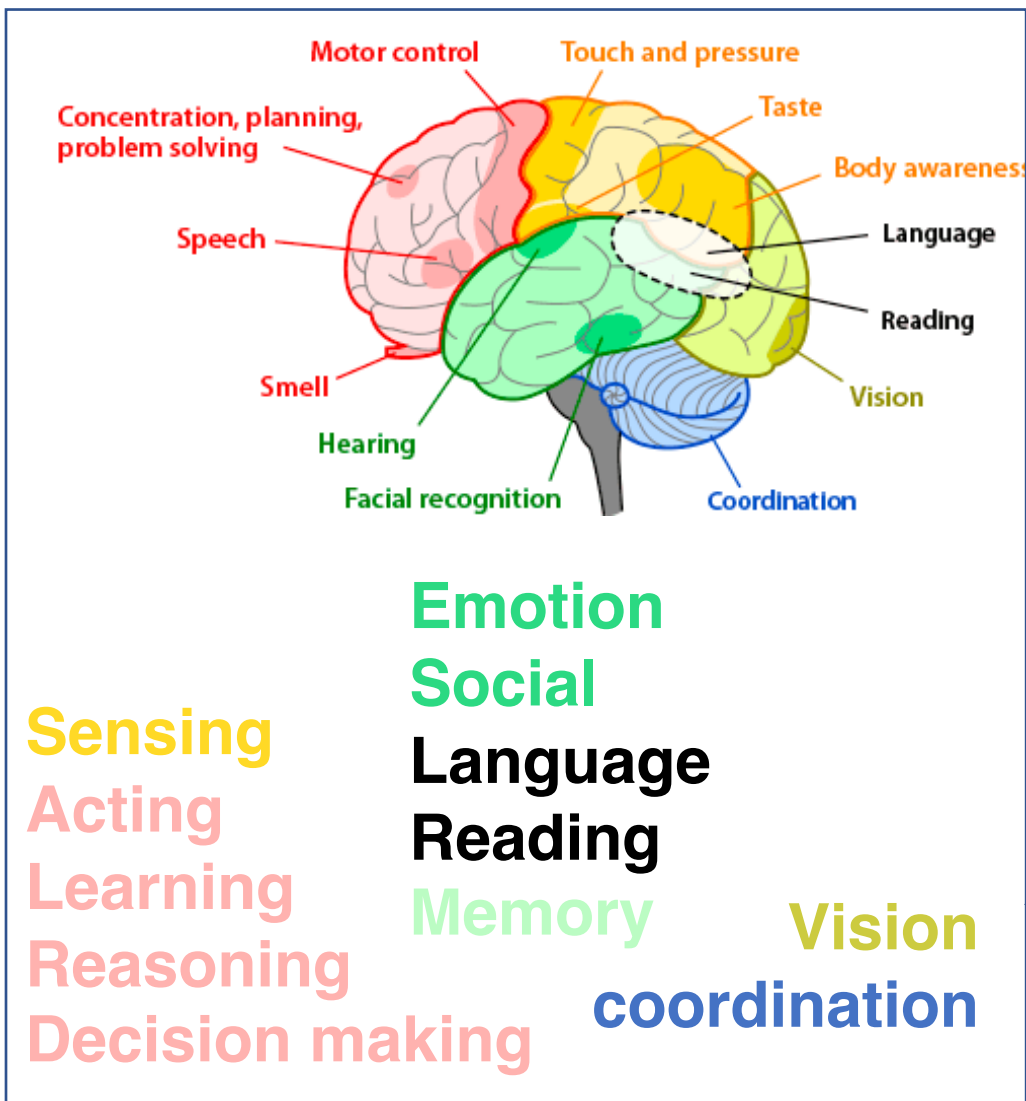 Motor control
Touch and pressure
Concentration, planning,
problem solving
Taste
Body awareness
Speech
Language
Reading
Smell
Vision
Hearing
Facial recognition
Coordination
Emotion
Social
Sensing
Language
Acting
Reading
Learning
Memory
Vision
Reasoning
coordination
Decision making